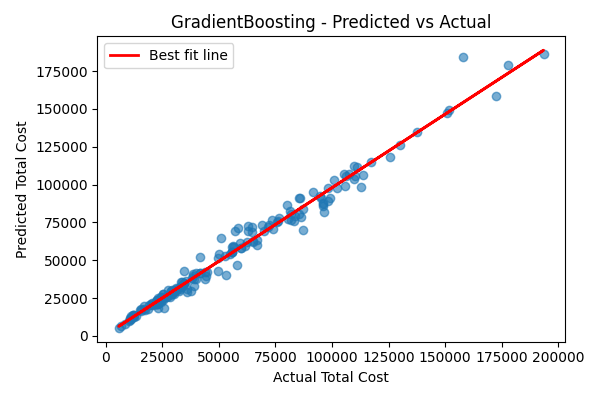 GradientBoosting - Predicted vs Actual
Best fit line
Predicted Total Cost
175000
150000
125000
100000
75000
50000
25000
0
0 25000 50000 75000 100000 125000 150000 175000 200000
Actual Total Cost